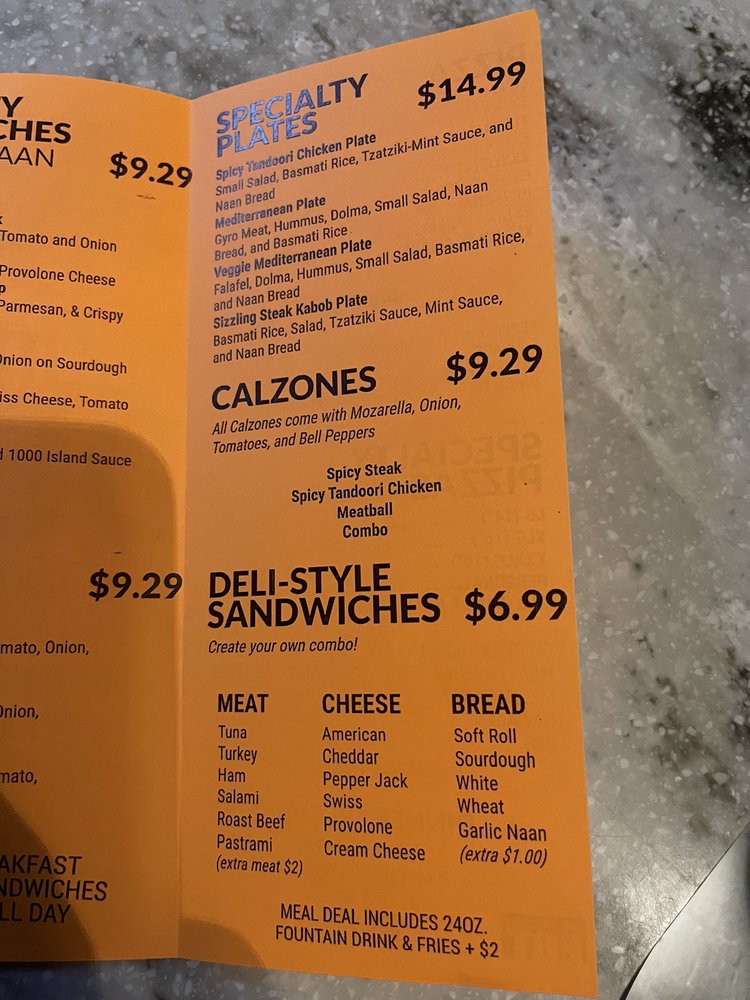 Y
CHES
AAN
$9.29
k
Tomato and Onion
Provolone Cheese
p
Parmesan, & Crispy
Onion on Sourdough
iss Cheese, Tomato
d 1000 Island Sauce
$9.29
mato, Onion,
Onion,
mato,
AKFAST
NDWICHES
LL DAY
SPECIALTY
PLATES
$14.99
Spicy Tandoori Chicken Plate
Small Salad, Basmati Rice, Tzatziki-Mint Sauce, and
Naan Bread
Mediterranean Plate
Gyro Meat, Hummus, Dolma, Small Salad, Naan
Bread, and Basmati Rice
Veggie Mediterranean Plate
Falafel, Dolma, Hummus, Small Salad, Basmati Rice,
and Naan Bread
Sizzling Steak Kabob Plate
Basmati Rice, Salad, Tzatziki Sauce, Mint Sauce,
and Naan Bread
CALZONES $9.29
All Calzones come with Mozarella, Onion,
Tomatoes, and Bell Peppers
Spicy Steak
Spicy Tandoori Chicken
Meatball
Combo
DELI-STYLE
SANDWICHES $6.99
Create your own combo!
MEAT
Tuna
Turkey
Ham
Salami
Roast Beef
Pastrami
(extra meat $2)
CHEESE
American
Cheddar
Pepper Jack
Swiss
Provolone
Cream Cheese
BREAD
Soft Roll
Sourdough
White
Wheat
Garlic Naan
(extra $1.00)
MEAL DEAL INCLUDES 24OZ.
FOUNTAIN DRINK & FRIES + $2